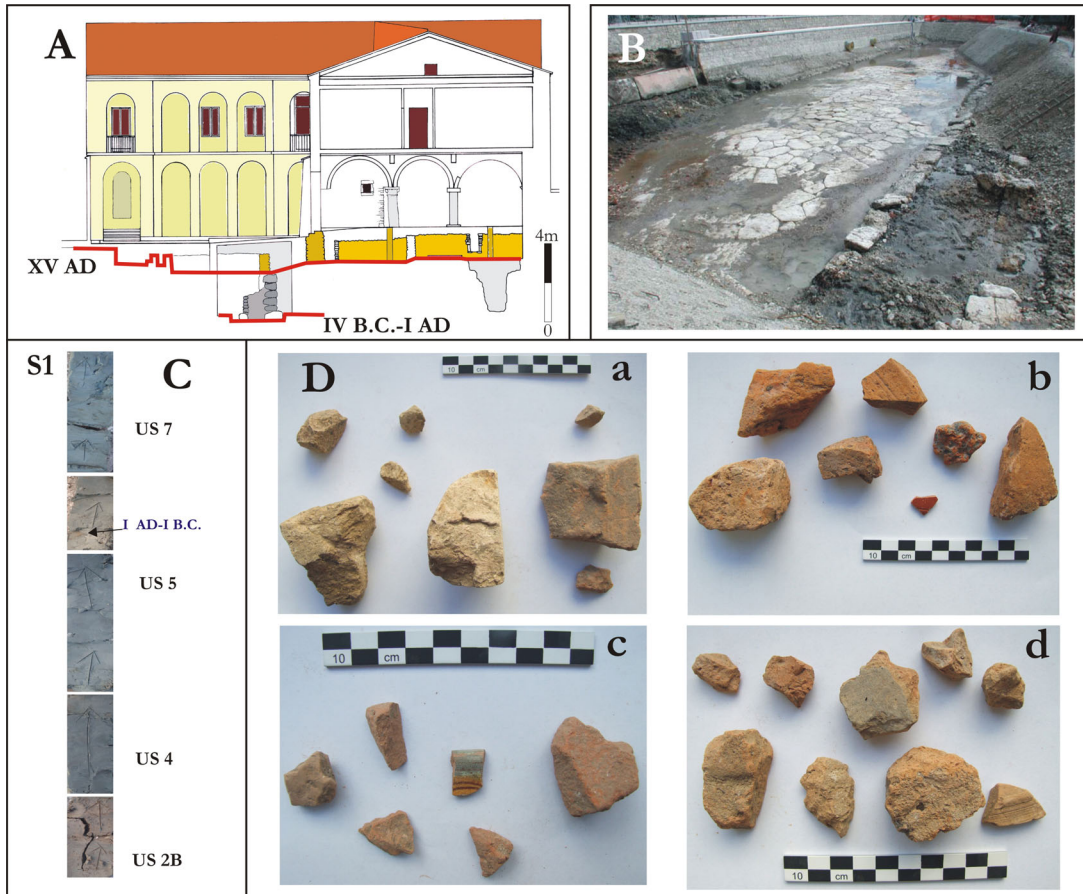 A
4m
XV AD
0
IV B.C.-I AD
B
S1
C
US 7
I AD-I B.C.
US 5
US 4
US 2B
D
a
10 cm
b
10 cm
c
10 cm
d
10 cm